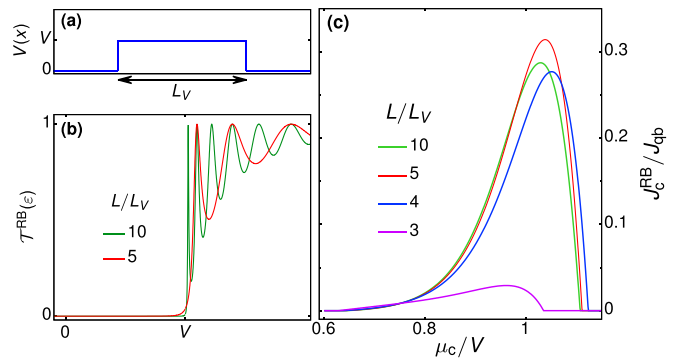 (a)
V(x)
V
0
L_V
(b)
𝒯^RB(ε)
1
0
L/L_V
10
5
0
V
(c)
L/L_V
10
5
4
3
0.3
0.2
0.1
0
J_c^RB / J_qb
0.6
0.8
1
μ_c/V